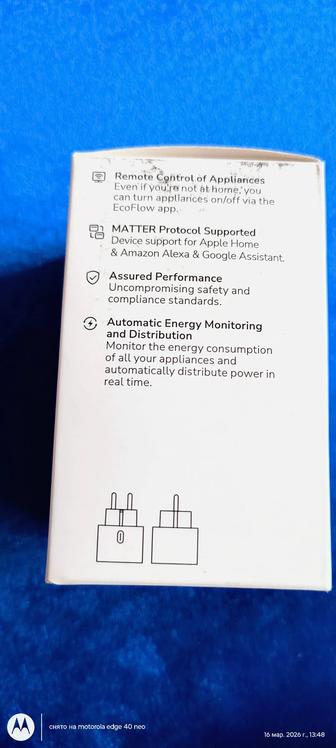 Remote Control of Appliances
Even if you're not at home, you
can turn appliances on/off via the
EcoFlow app.
MATTER Protocol Supported
Device support for Apple Home
& Amazon Alexa & Google Assistant.
Assured Performance
Uncompromising safety and
compliance standards.
Automatic Energy Monitoring
and Distribution
Monitor the energy consumption
of all your appliances and
automatically distribute power in
real time.
снято на motorola edge 40 neo
16 мар. 2026 г., 13:48